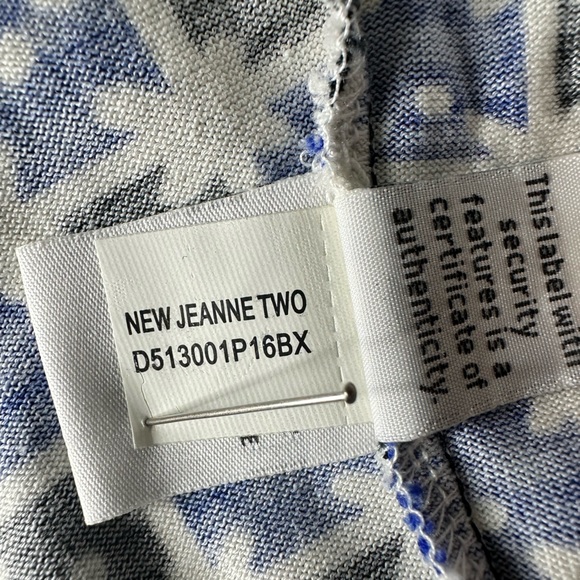 NEW JEANNE TWO
D513001P16BX
This label with
security
features is a
certificate of
authenticity.